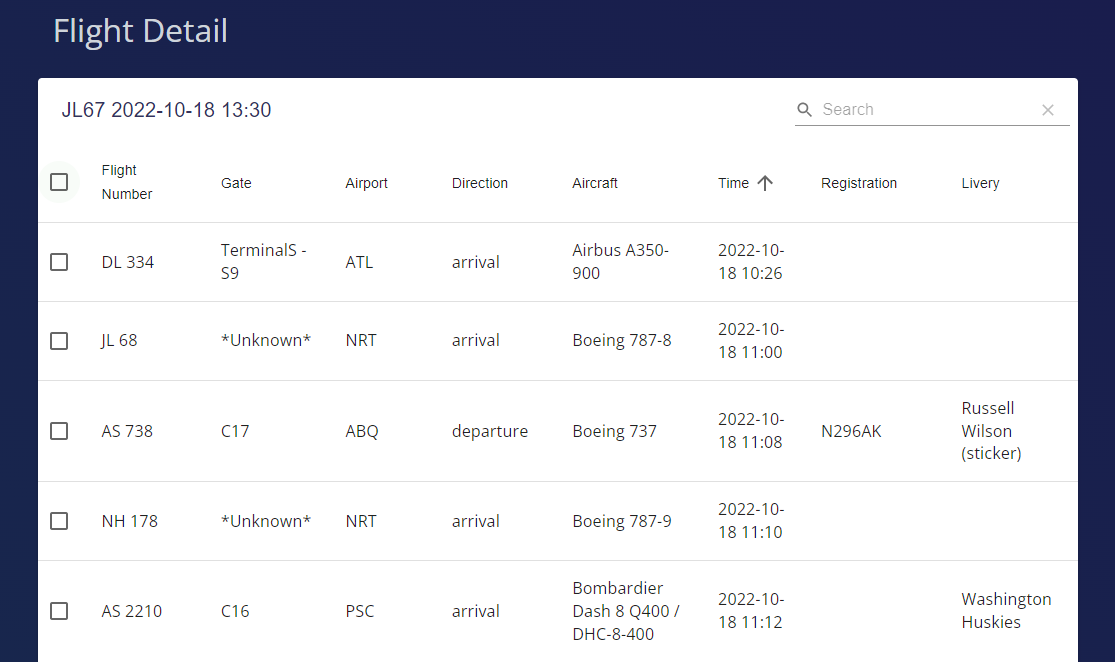 Flight Detail
JL67 2022-10-18 13:30
Search
Flight
Number
Gate
Airport
Direction
Aircraft
Time
Registration
Livery
DL 334
TerminalS -
S9
ATL
arrival
Airbus A350-
900
2022-10-
18 10:26
JL 68
*Unknown*
NRT
arrival
Boeing 787-8
2022-10-
18 11:00
AS 738
C17
ABQ
departure
Boeing 737
2022-10-
18 11:08
N296AK
Russell
Wilson
(sticker)
NH 178
*Unknown*
NRT
arrival
Boeing 787-9
2022-10-
18 11:10
AS 2210
C16
PSC
arrival
Bombardier
Dash 8 Q400 /
DHC-8-400
2022-10-
18 11:12
Washington
Huskies